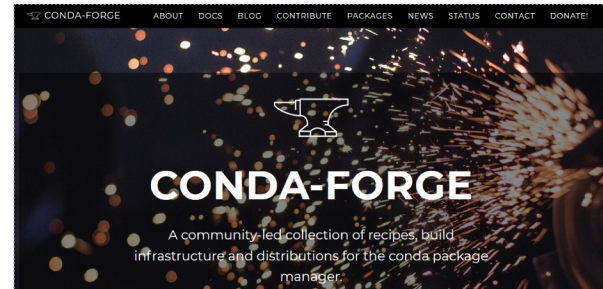 CONDA-FORGE ABOUT DOCS BLOG CONTRIBUTE PACKAGES NEWS STATUS CONTACT DONATE!
CONDA-FORGE
A community-led collection of recipes, build
infrastructure and distributions for the conda package
manager.